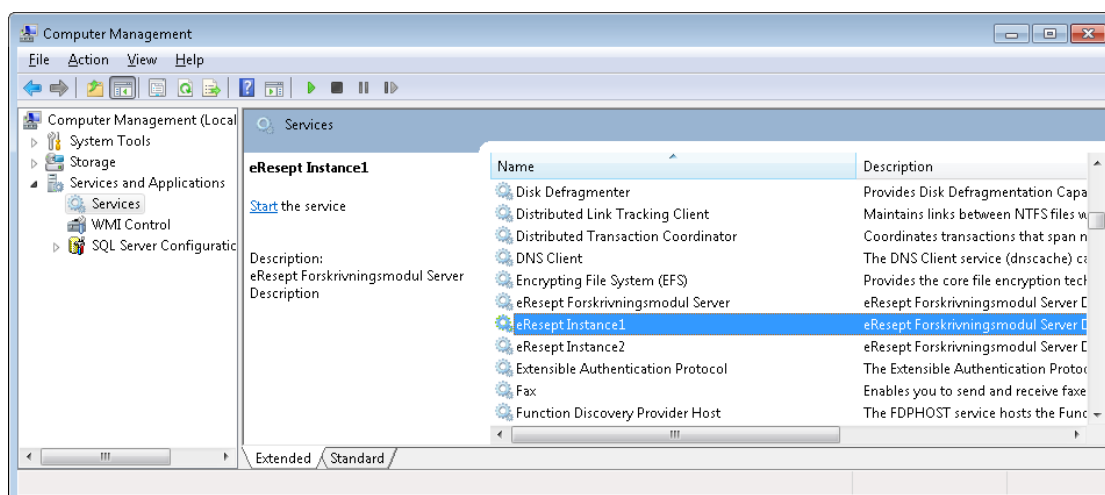 Computer Management
File Action View Help
Computer Management (Local
System Tools
Storage
Services and Applications
Services
WMI Control
SQL Server Configuratic
Services
eResept Instance1
Start the service
Description:
eResept Forskrivningsmodul Server
Description
Name Description
Disk Defragmenter Provides Disk Defragmentation Capa
Distributed Link Tracking Client Maintains links between NTFS files w
Distributed Transaction Coordinator Coordinates transactions that span n
DNS Client The DNS Client service (dnscache) ca
Encrypting File System (EFS) Provides the core file encryption tech
eResept Forskrivningsmodul Server eResept Forskrivningsmodul Server D
eResept Instance1 eResept Forskrivningsmodul Server D
eResept Instance2 eResept Forskrivningsmodul Server D
Extensible Authentication Protocol The Extensible Authentication Protoc
Fax Enables you to send and receive faxe
Function Discovery Provider Host The FDPHOST service hosts the Func
Extended Standard